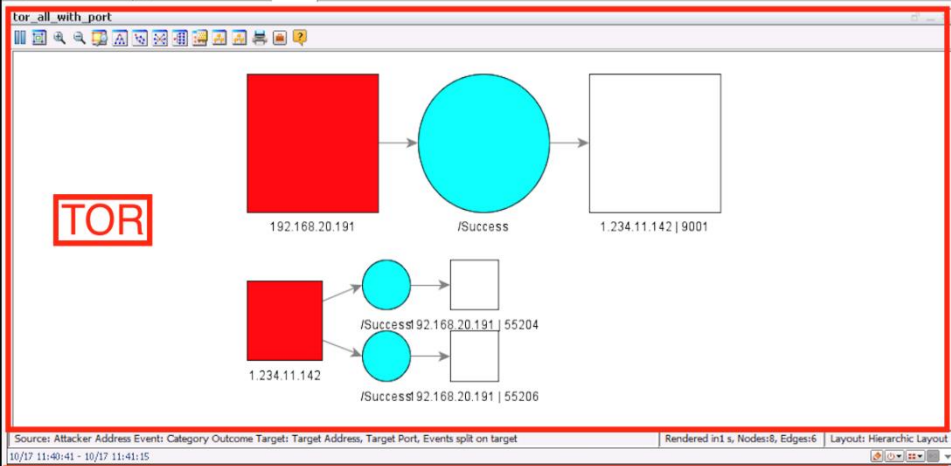 tor_all_with_port
192.168.20.191
/Success
1.234.11.142 | 9001
TOR
/Success
192.168.20.191 | 55204
1.234.11.142
/Success
192.168.20.191 | 55206
Source: Attacker Address Event: Category Outcome Target: Target Address, Target Port, Events split on target
Rendered in1 s, Nodes:8, Edges:6
Layout: Hierarchic Layout
10/17 11:40:41 - 10/17 11:41:15